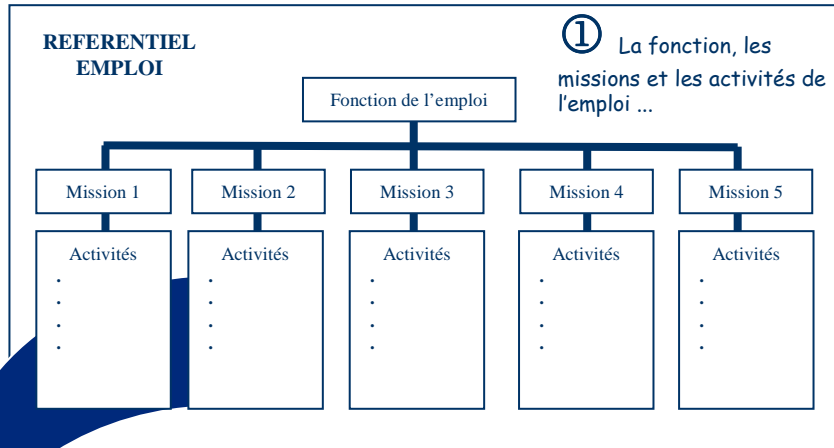 REFERENTIEL
EMPLOI
① La fonction, les
missions et les activités de
l'emploi ...
Fonction de l'emploi
Mission 1
Mission 2
Mission 3
Mission 4
Mission 5
Activités
•
•
•
•
Activités
•
•
•
•
Activités
•
•
•
•
Activités
•
•
•
•
Activités
•
•
•
•